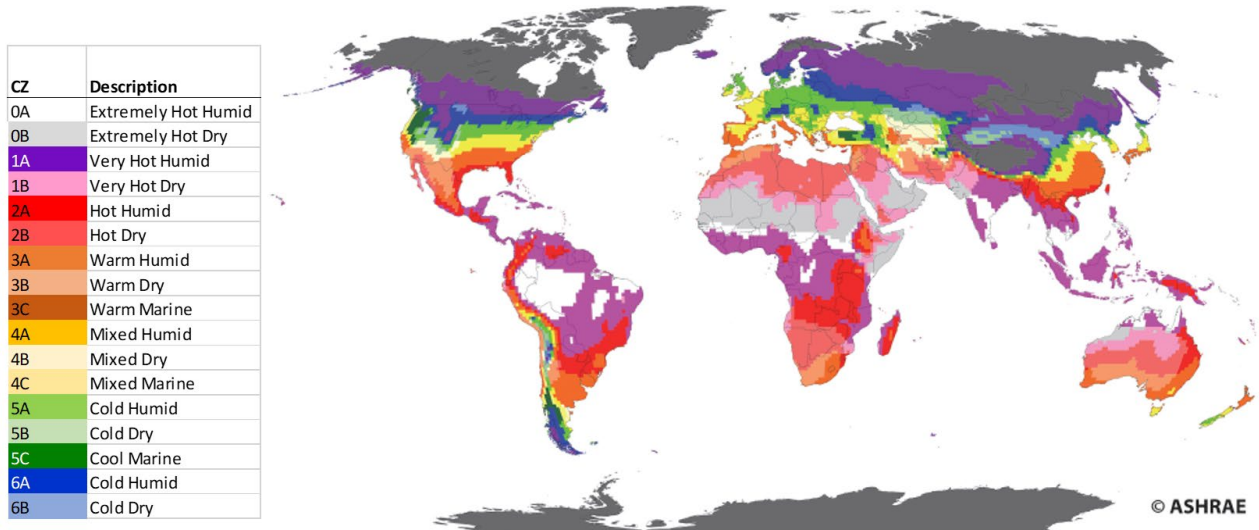 CZ Description
0A Extremely Hot Humid
0B Extremely Hot Dry
1A Very Hot Humid
1B Very Hot Dry
2A Hot Humid
2B Hot Dry
3A Warm Humid
3B Warm Dry
3C Warm Marine
4A Mixed Humid
4B Mixed Dry
4C Mixed Marine
5A Cold Humid
5B Cold Dry
5C Cool Marine
6A Cold Humid
6B Cold Dry
© ASHRAE